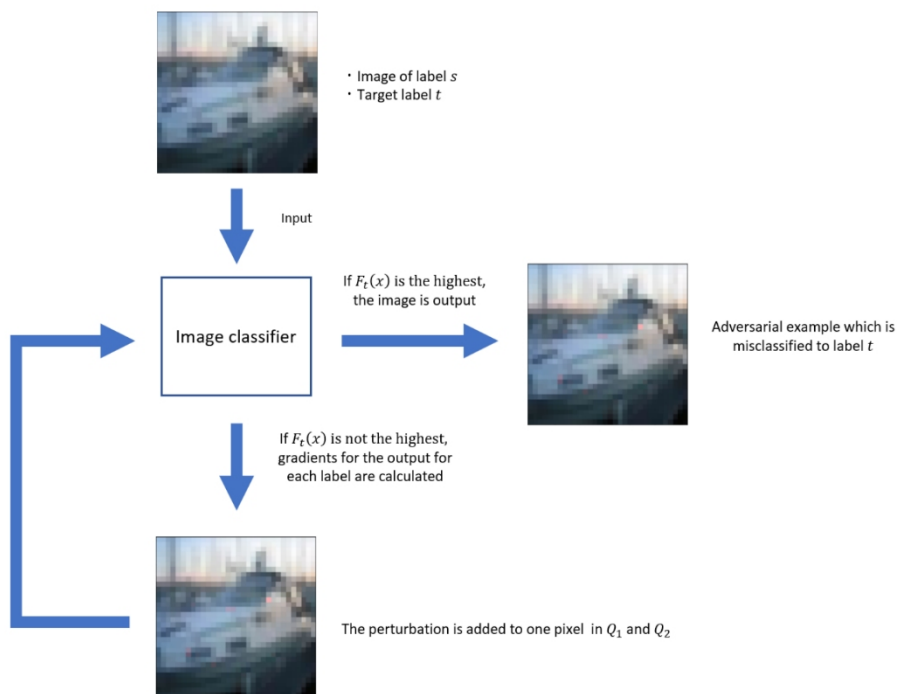 ・Image of label s
・Target label t
Input
If F_t(x) is the highest,
the image is output
Image classifier
Adversarial example which is
misclassified to label t
If F_t(x) is not the highest,
gradients for the output for
each label are calculated
The perturbation is added to one pixel in Q_1 and Q_2